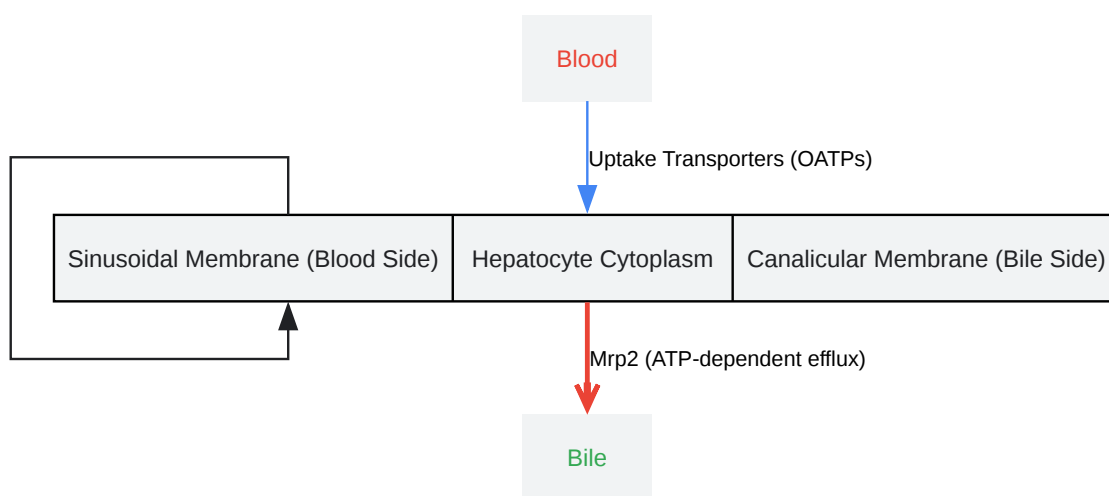 Blood
Uptake Transporters (OATPs)
Sinusoidal Membrane (Blood Side)
Hepatocyte Cytoplasm
Canalicular Membrane (Bile Side)
Mrp2 (ATP-dependent efflux)
Bile